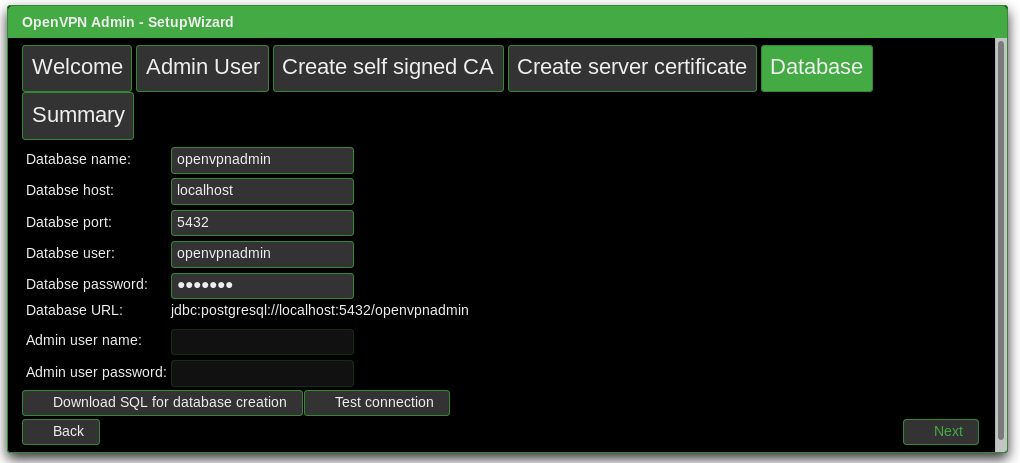 OpenVPN Admin - SetupWizard
Welcome Admin User Create self signed CA Create server certificate Database
Summary
Database name: openvpnadmin
Databse host: localhost
Databse port: 5432
Databse user: openvpnadmin
Databse password: ●●●●●●●
Database URL: jdbc:postgresql://localhost:5432/openvpnadmin
Admin user name:
Admin user password:
Download SQL for database creation Test connection
Back Next